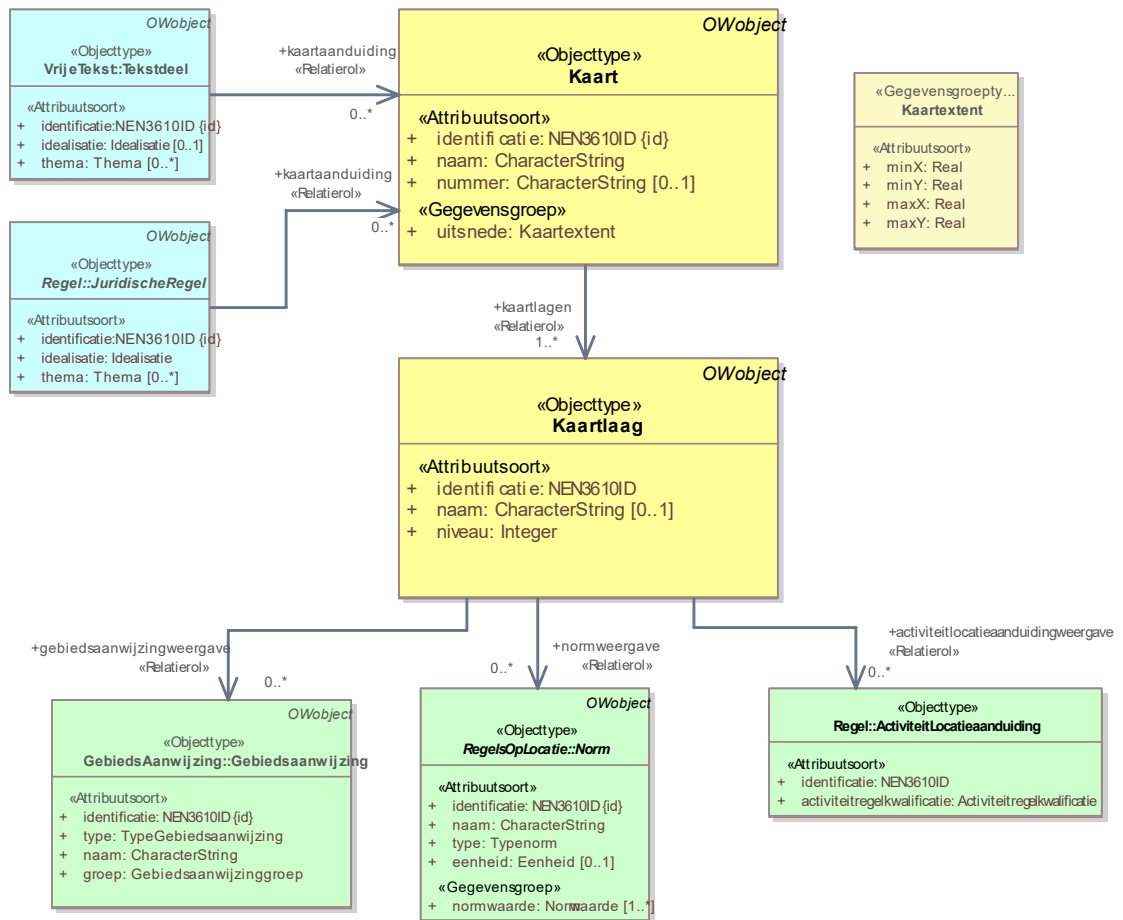 OWobject
«Objecttype»
VrijeTekst::Tekstdeel
«Attribuutsoort»
+ identificatie:NEN3610ID {id}
+ idealisatie: Idealisatie [0..1]
+ thema: Thema [0..*]
+kaartaanduiding
«Relatierol»
0..*
OWobject
«Objecttype»
Kaart
«Attribuutsoort»
+ identificatie: NEN3610ID {id}
+ naam: CharacterString
+ nummer: CharacterString [0..1]
«Gegevensgroep»
+ uitsnede: Kaartextent
«Gegevensgroepty...
Kaartextent
«Attribuutsoort»
+ minX: Real
+ minY: Real
+ maxX: Real
+ maxY: Real
+kaartaanduiding
«Relatierol»
0..*
OWobject
«Objecttype»
Regel::JuridischeRegel
«Attribuutsoort»
+ identificatie:NEN3610ID {id}
+ idealisatie: Idealisatie
+ thema: Thema [0..*]
+kaartlagen
«Relatierol»
1..*
OWobject
«Objecttype»
Kaartlaag
«Attribuutsoort»
+ identificatie: NEN3610ID
+ naam: CharacterString [0..1]
+ niveau: Integer
+gebiedsaanwijzingweergave
«Relatierol»
0..*
+normweergave
«Relatierol»
0..*
+activiteitlocatieaanduidingweergave
«Relatierol»
0..*
OWobject
«Objecttype»
GebiedsAanwijzing::Gebiedsaanwijzing
«Attribuutsoort»
+ identificatie: NEN3610ID {id}
+ type: TypeGebiedsaanwijzing
+ naam: CharacterString
+ groep: Gebiedsaanwijzinggroep
OWobject
«Objecttype»
RegelsOpLocatie::Norm
«Attribuutsoort»
+ identificatie: NEN3610ID {id}
+ naam: CharacterString
+ type: Typenorm
+ eenheid: Eenheid [0..1]
«Gegevensgroep»
+ normwaarde: Normwaarde [1..*]
«Objecttype»
Regel::ActiviteitLocatieaanduiding
«Attribuutsoort»
+ identificatie: NEN3610ID
+ activiteitregelkwalificatie: Activiteitregelkwalificatie